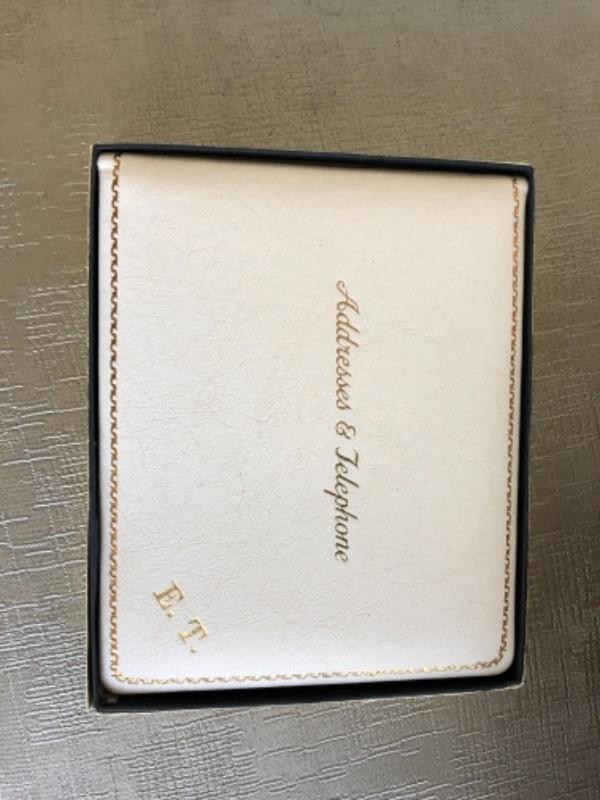 Addresses & Telephone
E. T.